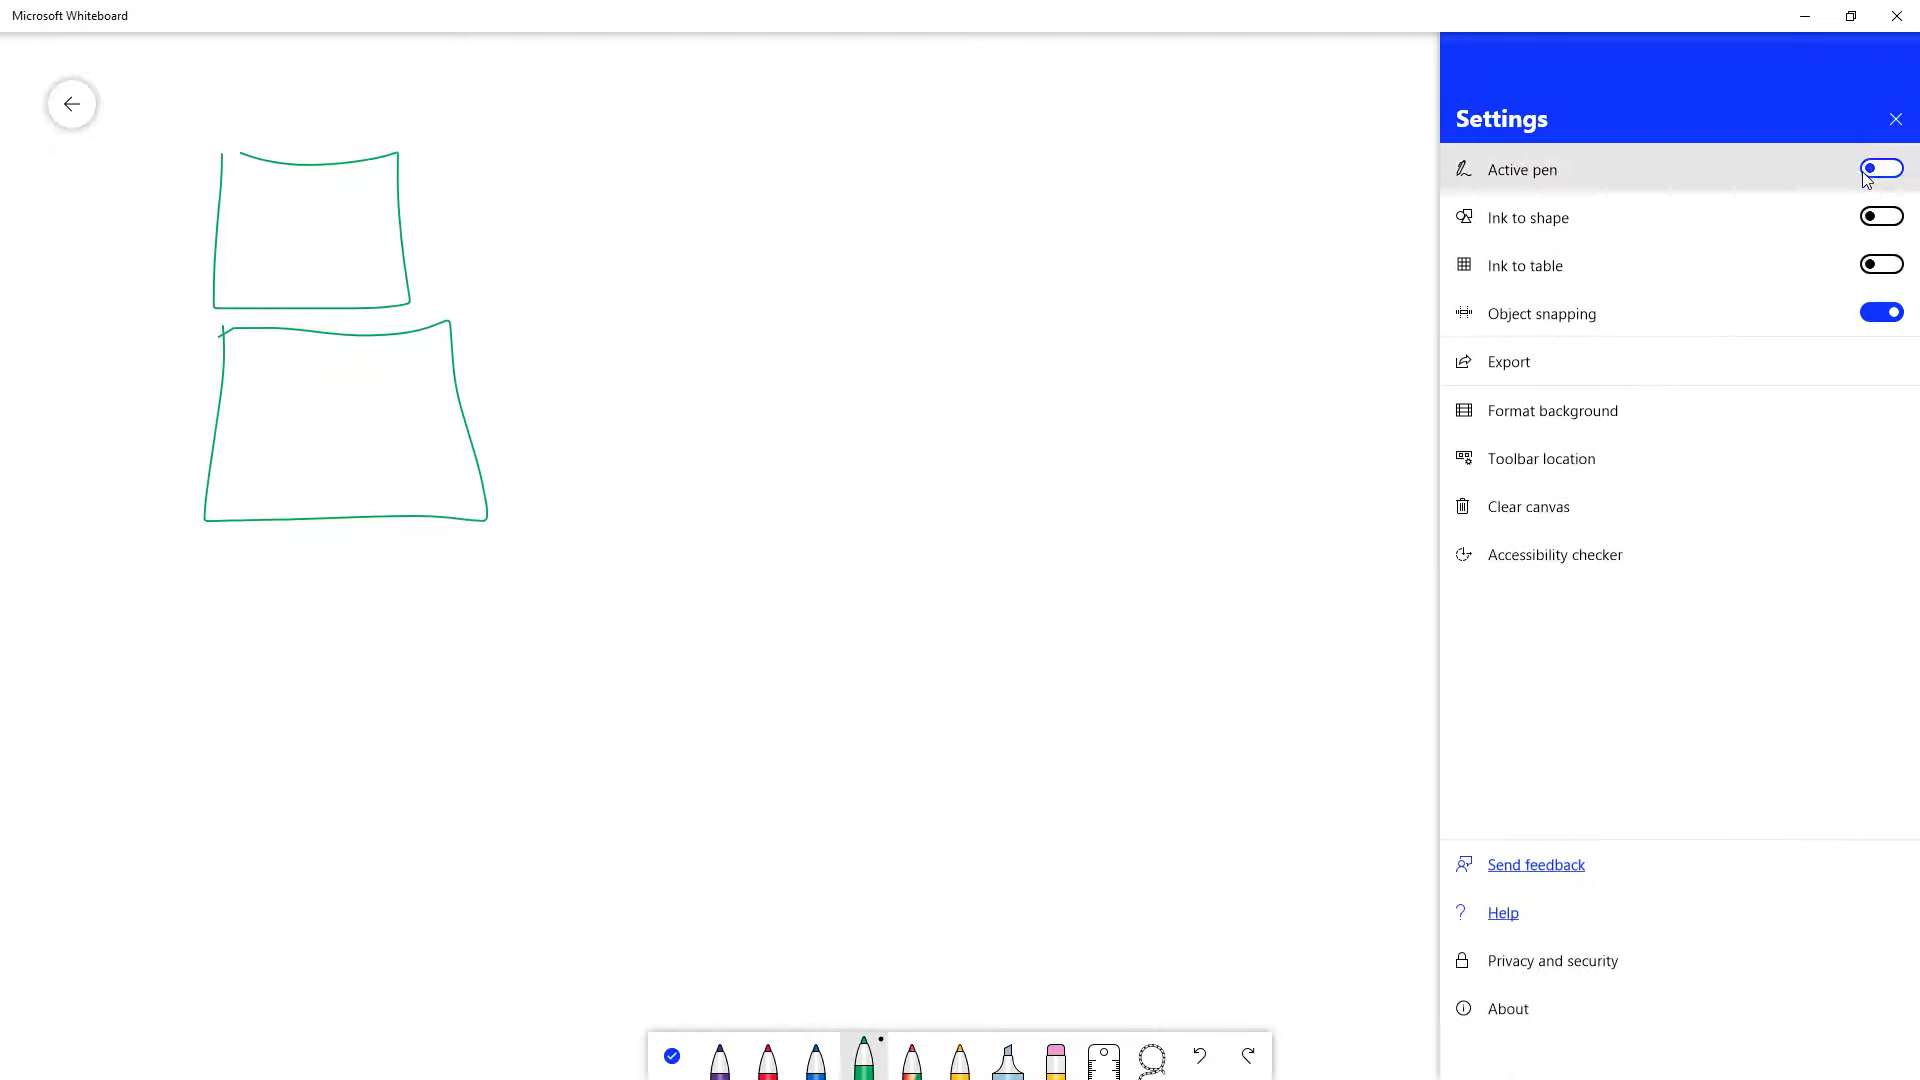 Microsoft Whiteboard
Settings
Active pen
Ink to shape
Ink to table
Object snapping
Export
Format background
Toolbar location
Clear canvas
Accessibility checker
Send feedback
Help
Privacy and security
About